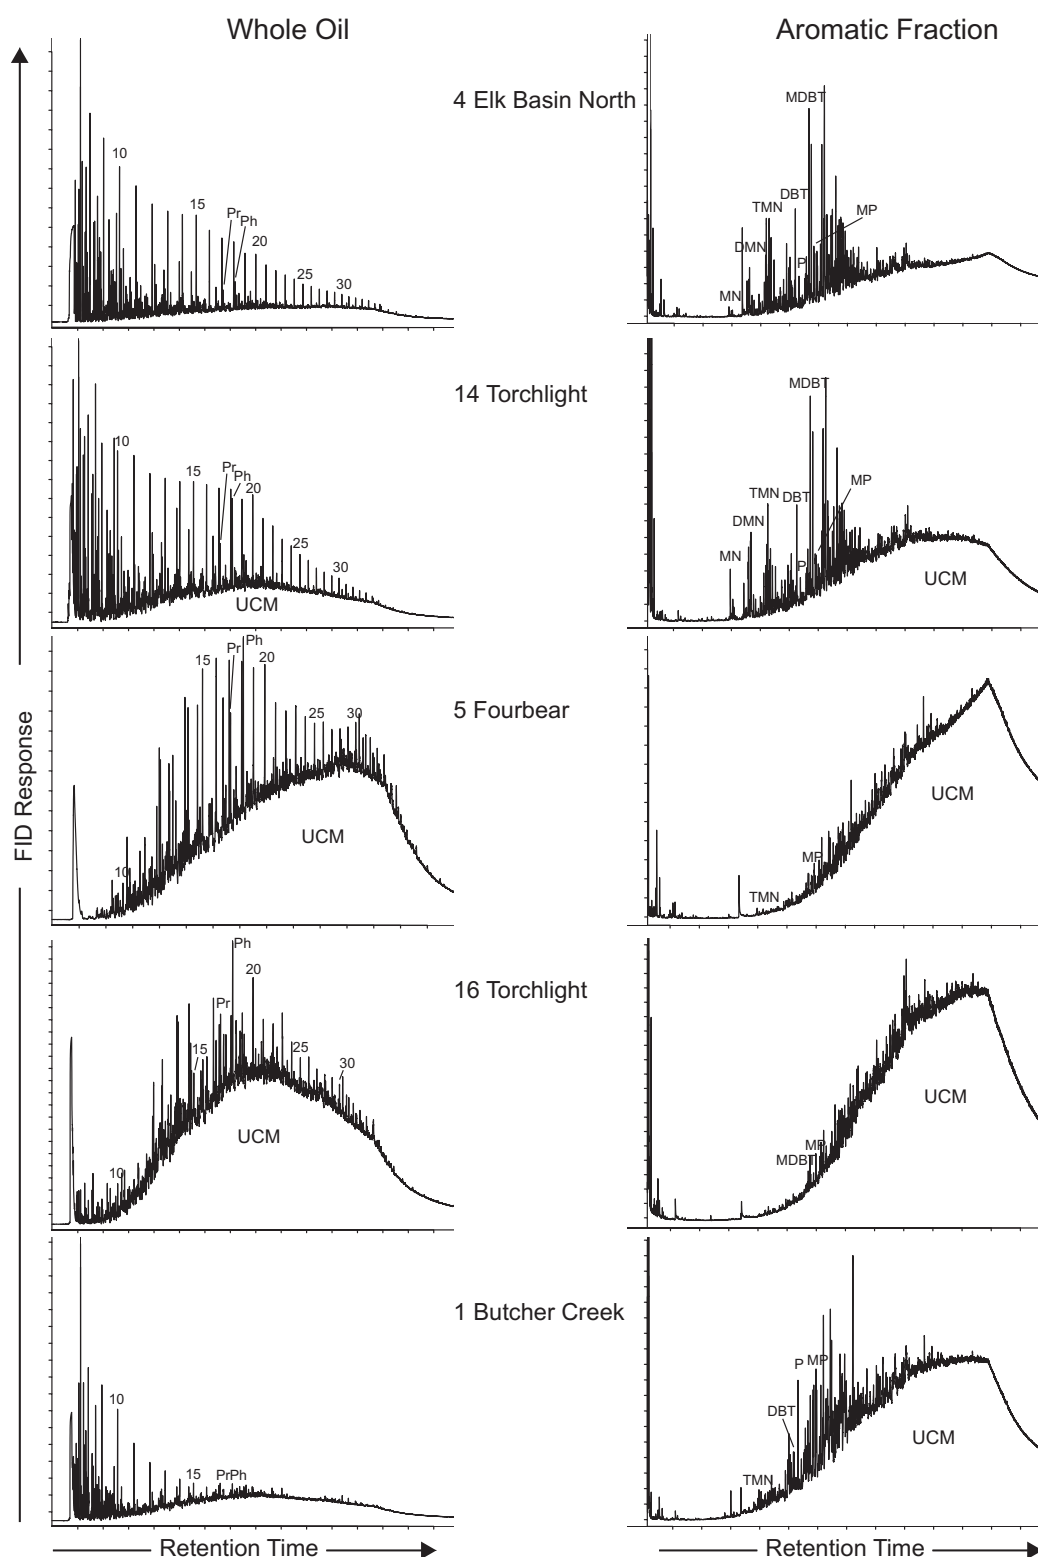 Whole Oil
Aromatic Fraction
4 Elk Basin North
10
15
Pr
Ph
20
25
30
MDBT
DBT
TMN
MP
DMN
P
MN
14 Torchlight
10
15
Pr
Ph
20
25
30
UCM
MDBT
TMN
DBT
MP
DMN
MN
P
UCM
5 Fourbear
10
15
Pr
Ph
20
25
30
UCM
MP
TMN
UCM
16 Torchlight
10
15
Pr
Ph
20
25
30
UCM
MP
MDBT
UCM
1 Butcher Creek
10
15
PrPh
P
MP
DBT
TMN
UCM
FID Response
Retention Time
Retention Time